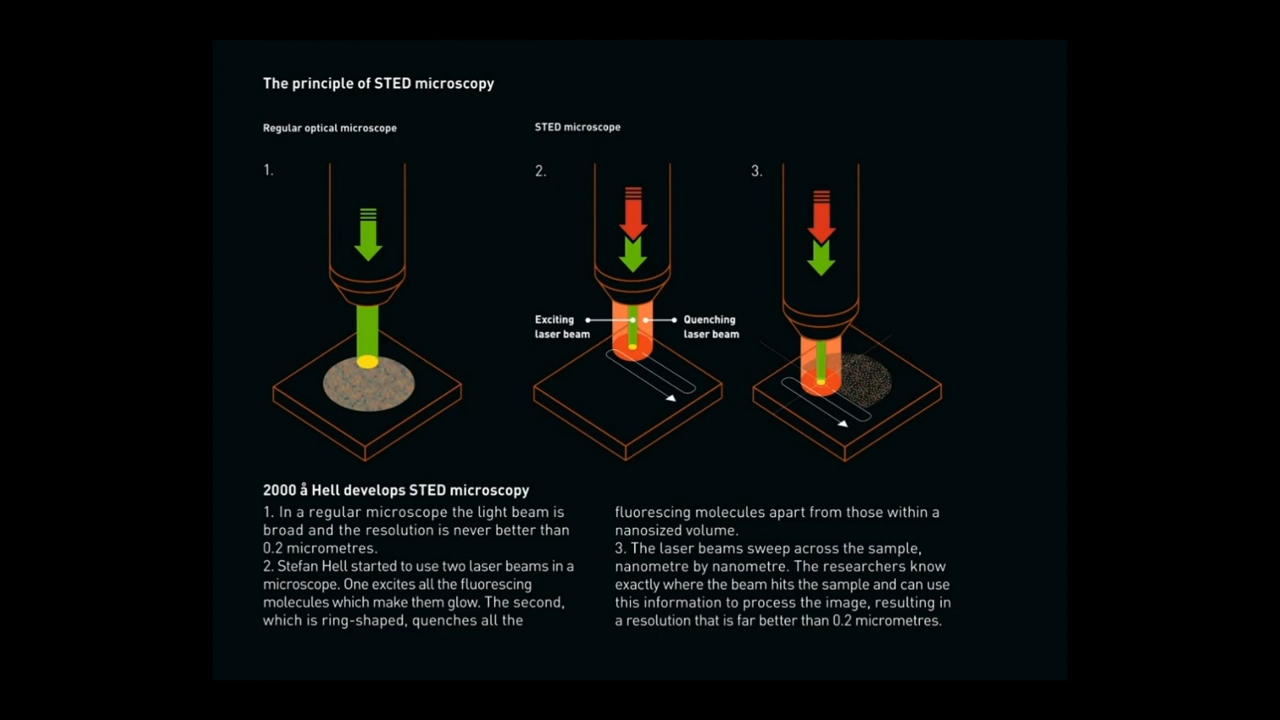 The principle of STED microscopy
Regular optical microscope
STED microscope
1.
2.
3.
Exciting
laser beam
Quenching
laser beam
2000 å Hell develops STED microscopy
1. In a regular microscope the light beam is
broad and the resolution is never better than
0.2 micrometres.
2. Stefan Hell started to use two laser beams in a
microscope. One excites all the fluorescing
molecules which make them glow. The second,
which is ring-shaped, quenches all the
fluorescing molecules apart from those within a
nanosized volume.
3. The laser beams sweep across the sample,
nanometre by nanometre. The researchers know
exactly where the beam hits the sample and can use
this information to process the image, resulting in
a resolution that is far better than 0.2 micrometres.